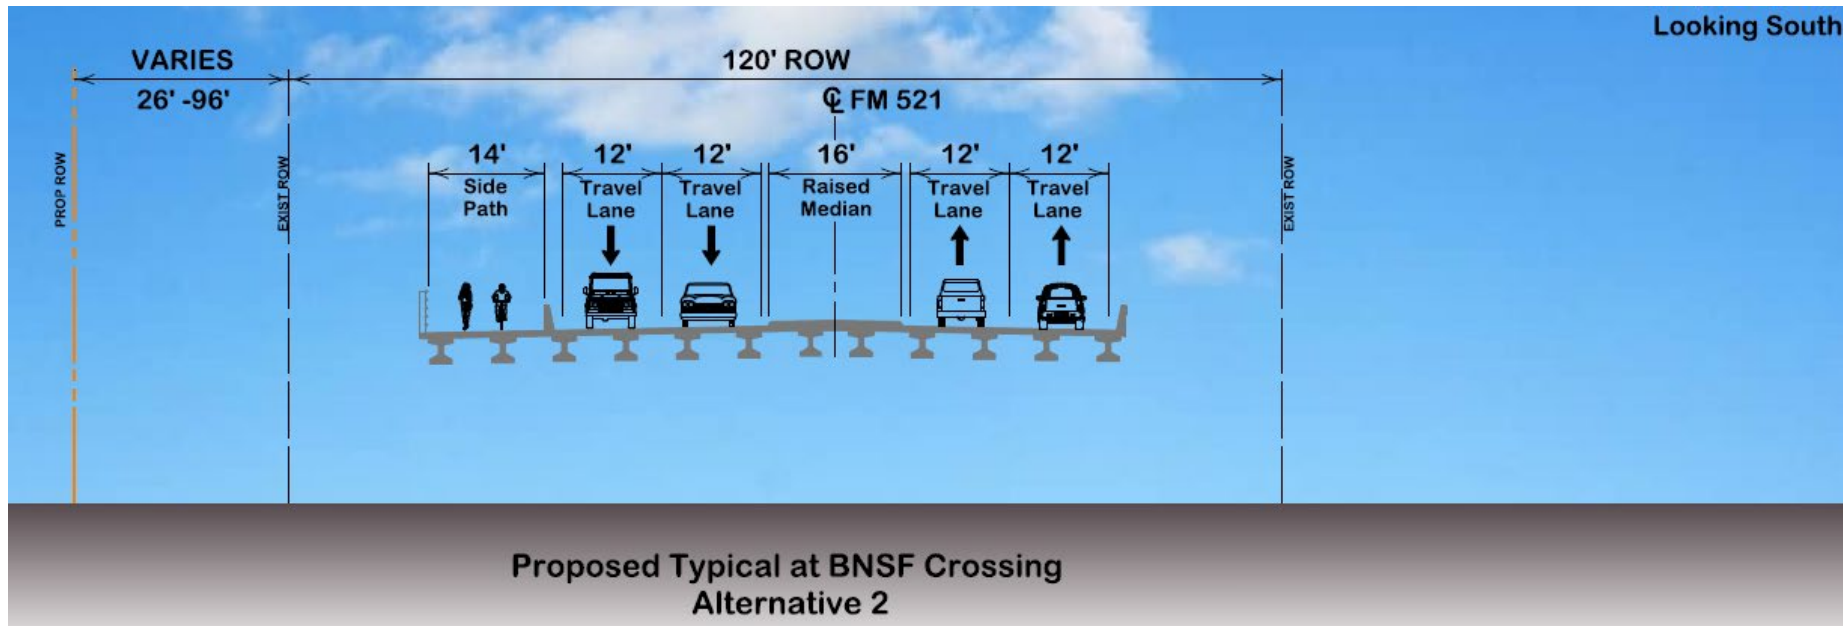 Looking South
VARIES
26' -96'
120' ROW
℄ FM 521
PROP ROW
EXIST ROW
EXIST ROW
14'
Side
Path
12'
Travel
Lane
12'
Travel
Lane
16'
Raised
Median
12'
Travel
Lane
12'
Travel
Lane
Proposed Typical at BNSF Crossing
Alternative 2